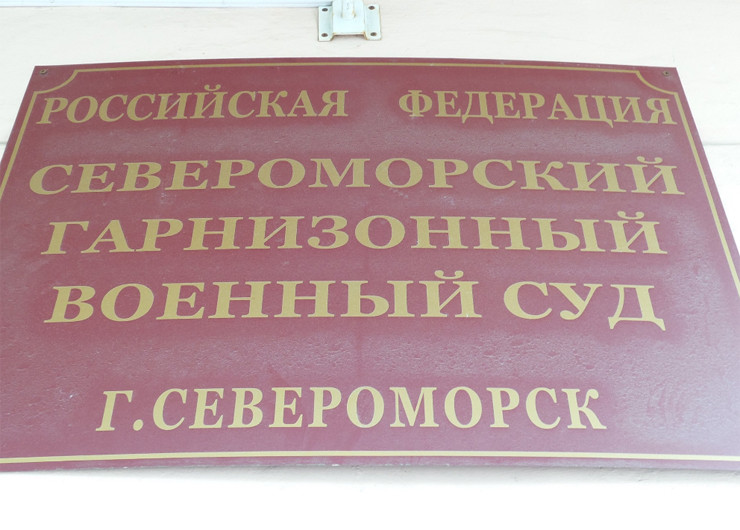 РОССИЙСКАЯ ФЕДЕРАЦИЯ
СЕВЕРОМОРСКИЙ
ГАРНИЗОННЫЙ
ВОЕННЫЙ СУД
Г.СЕВЕРОМОРСК